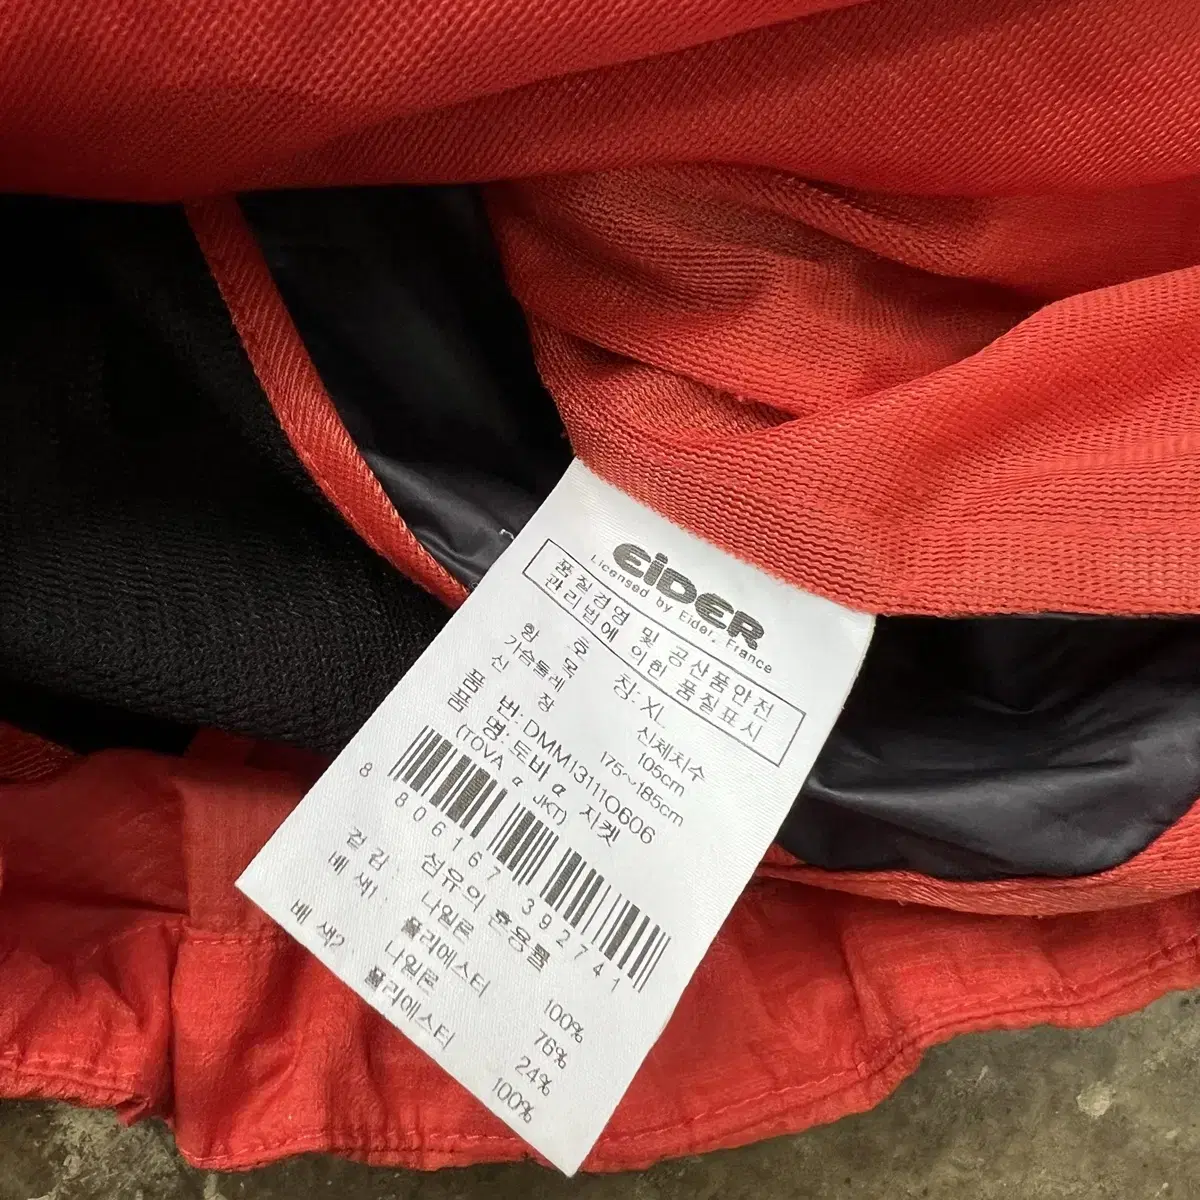 EiDER
Licensed by Eider, France
품질경영 및 공산품안전
관리법에 의한 품질표시
호 칭: XL
신체치수
가슴둘레 105cm
신 장 175~185cm
품 번: DMM13111O606
품 명: 도바 α 자켓
(TOVA α JKT)
8 806167 392741
섬유의 혼용률
겉감: 나일론 100%
배색1: 폴리에스터 76%
나일론 24%
배색2: 폴리에스터 100%